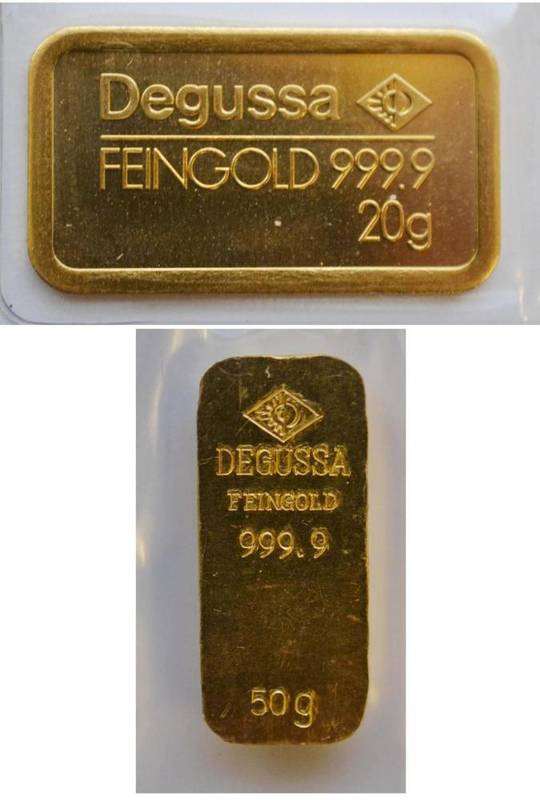 Degussa
FEINGOLD 999.9
20g
DEGUSSA
FEINGOLD
999.9
50g